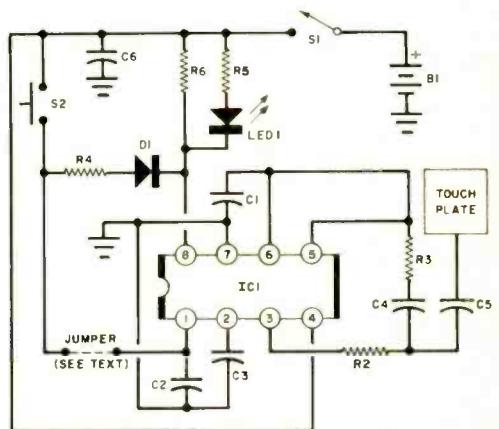 S1
C6
R6
R5
+
B1
S2
LED1
D1
R4
C1
TOUCH
PLATE
8
7
6
5
R3
IC1
C4
C5
1
2
3
4
JUMPER
(SEE TEXT)
C2
C3
R2